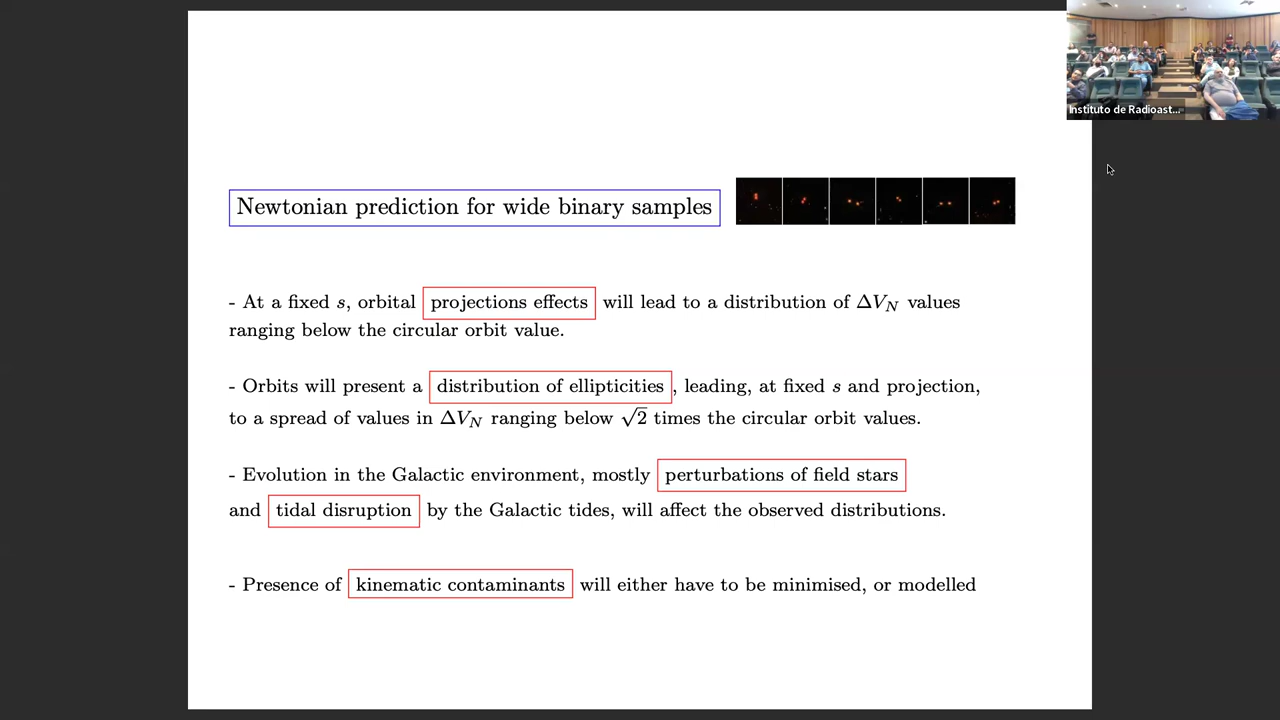 Instituto de Radioast...
Newtonian prediction for wide binary samples
- At a fixed s, orbital projections effects will lead to a distribution of ΔV_N values
ranging below the circular orbit value.
- Orbits will present a distribution of ellipticities, leading, at fixed s and projection,
to a spread of values in ΔV_N ranging below √2 times the circular orbit values.
- Evolution in the Galactic environment, mostly perturbations of field stars
and tidal disruption by the Galactic tides, will affect the observed distributions.
- Presence of kinematic contaminants will either have to be minimised, or modelled